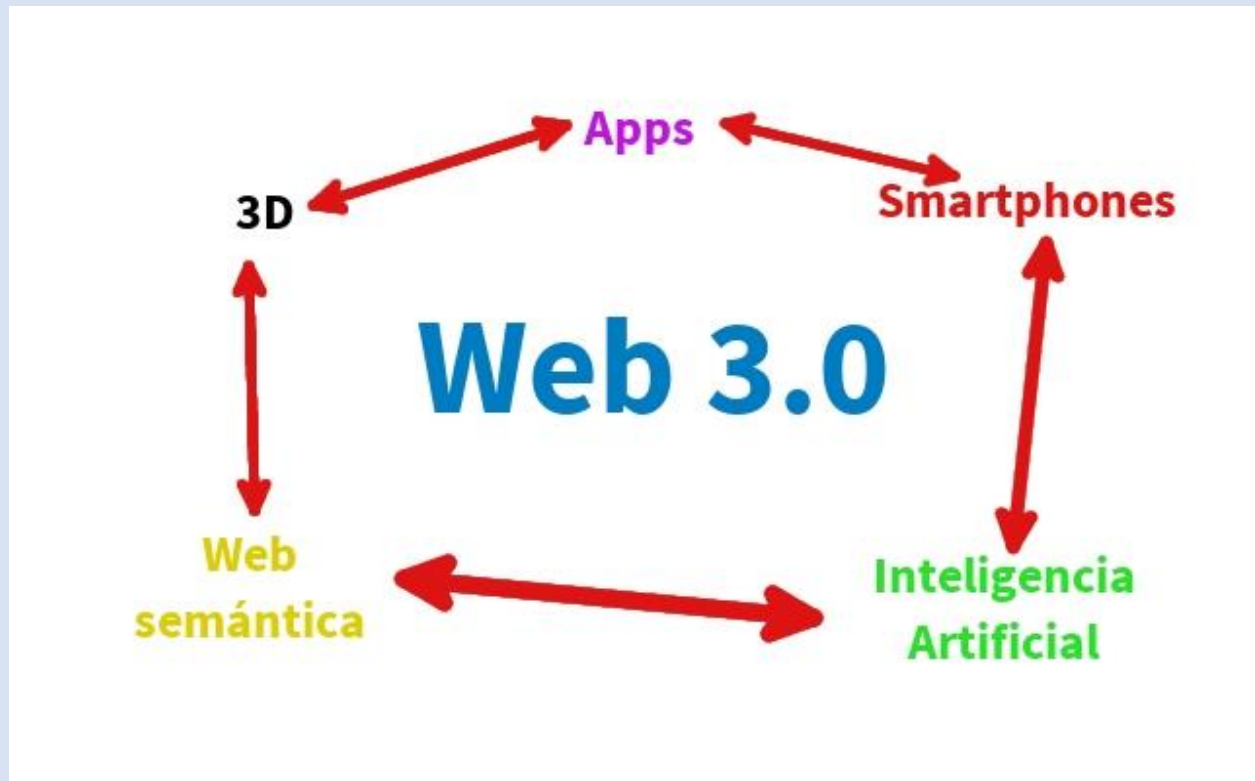 Apps
3D
Smartphones
Web 3.0
Web
semántica
Inteligencia
Artificial